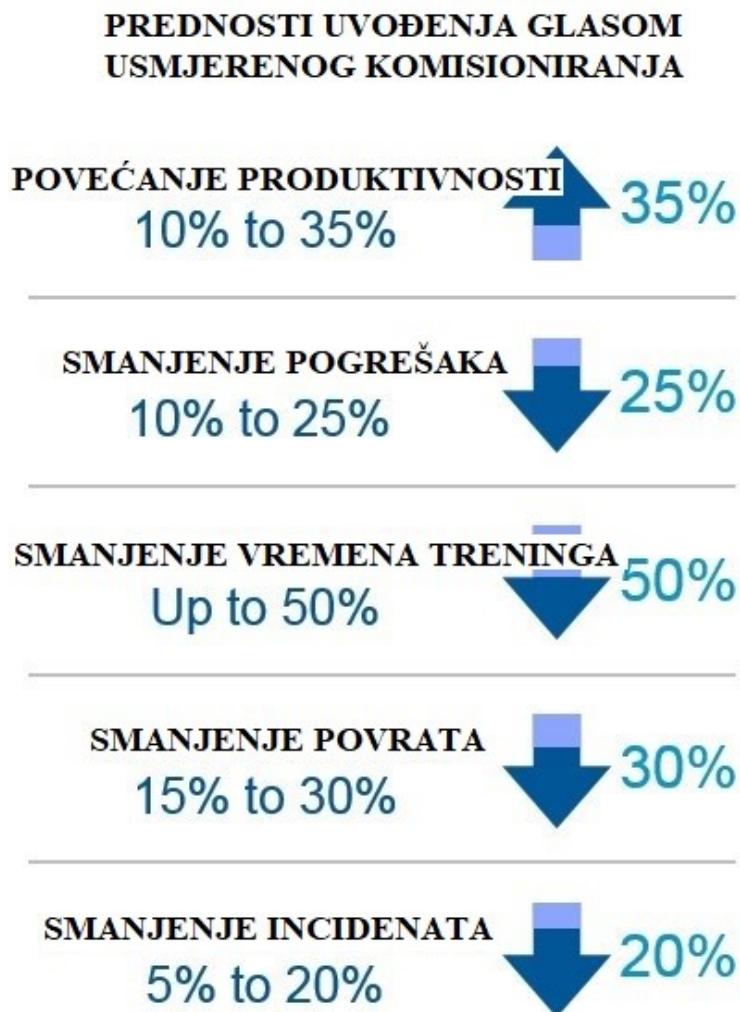 PREDNOSTI UVOĐENJA GLASOM
USMJERENOG KOMISIONIRANJA
POVEĆANJE PRODUKTIVNOSTI
10% to 35%
35%
SMANJENJE POGREŠAKA
10% to 25%
25%
SMANJENJE VREMENA TRENINGA
Up to 50%
50%
SMANJENJE POVRATA
15% to 30%
30%
SMANJENJE INCIDENATA
5% to 20%
20%